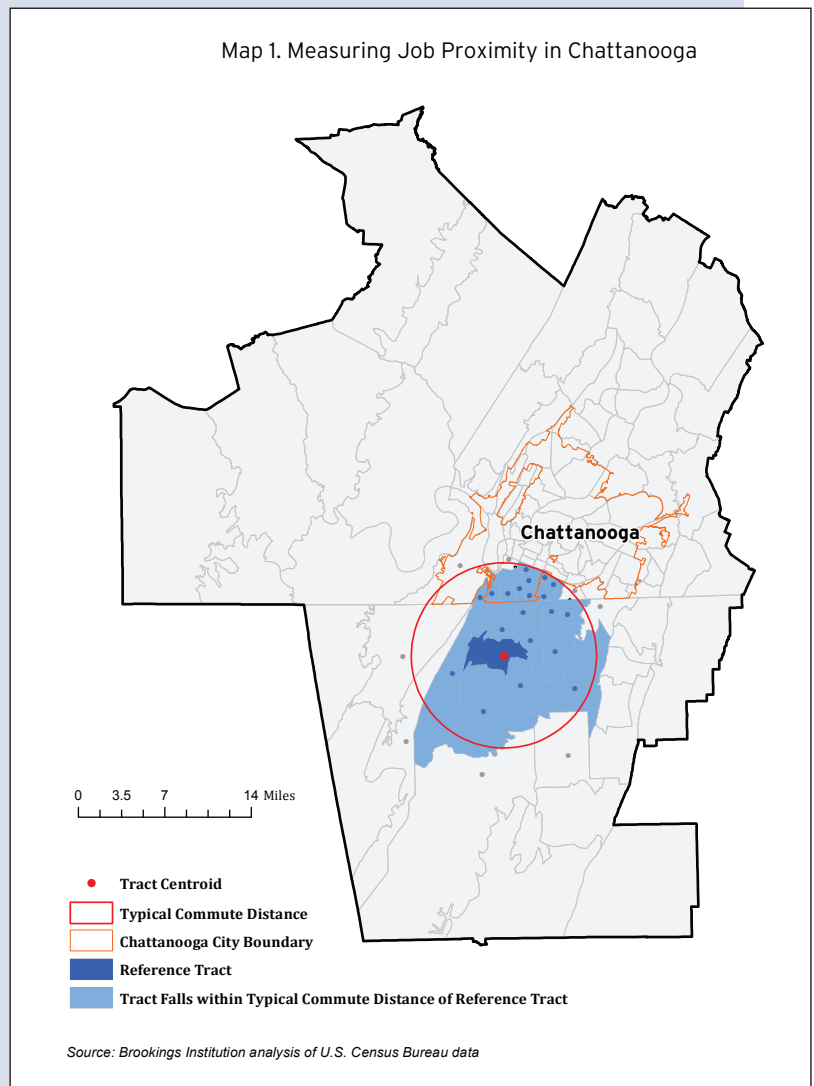 Map 1. Measuring Job Proximity in Chattanooga
Chattanooga
0 3.5 7 14 Miles
Tract Centroid
Typical Commute Distance
Chattanooga City Boundary
Reference Tract
Tract Falls within Typical Commute Distance of Reference Tract
Source: Brookings Institution analysis of U.S. Census Bureau data